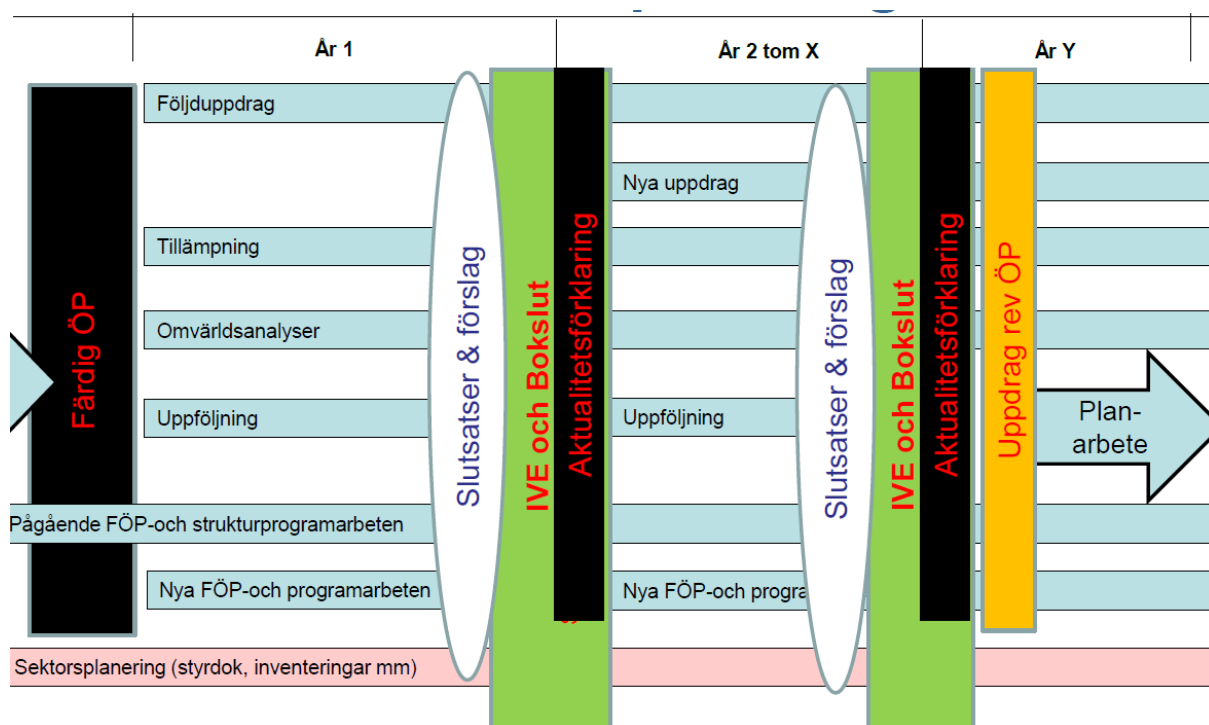 År 1
År 2 tom X
År Y
Färdig ÖP
Följduppdrag
Tillämpning
Omvärldsanalyser
Uppföljning
Pågående FÖP-och strukturprogramarbeten
Nya FÖP-och programarbeten
Sektorsplanering (styrdok, inventeringar mm)
Slutsatser & förslag
IVE och Bokslut
Aktualitetsförklaring
Nya uppdrag
Uppföljning
Nya FÖP-och progra
Slutsatser & förslag
IVE och Bokslut
Aktualitetsförklaring
Uppdrag rev ÖP
Plan-
arbete